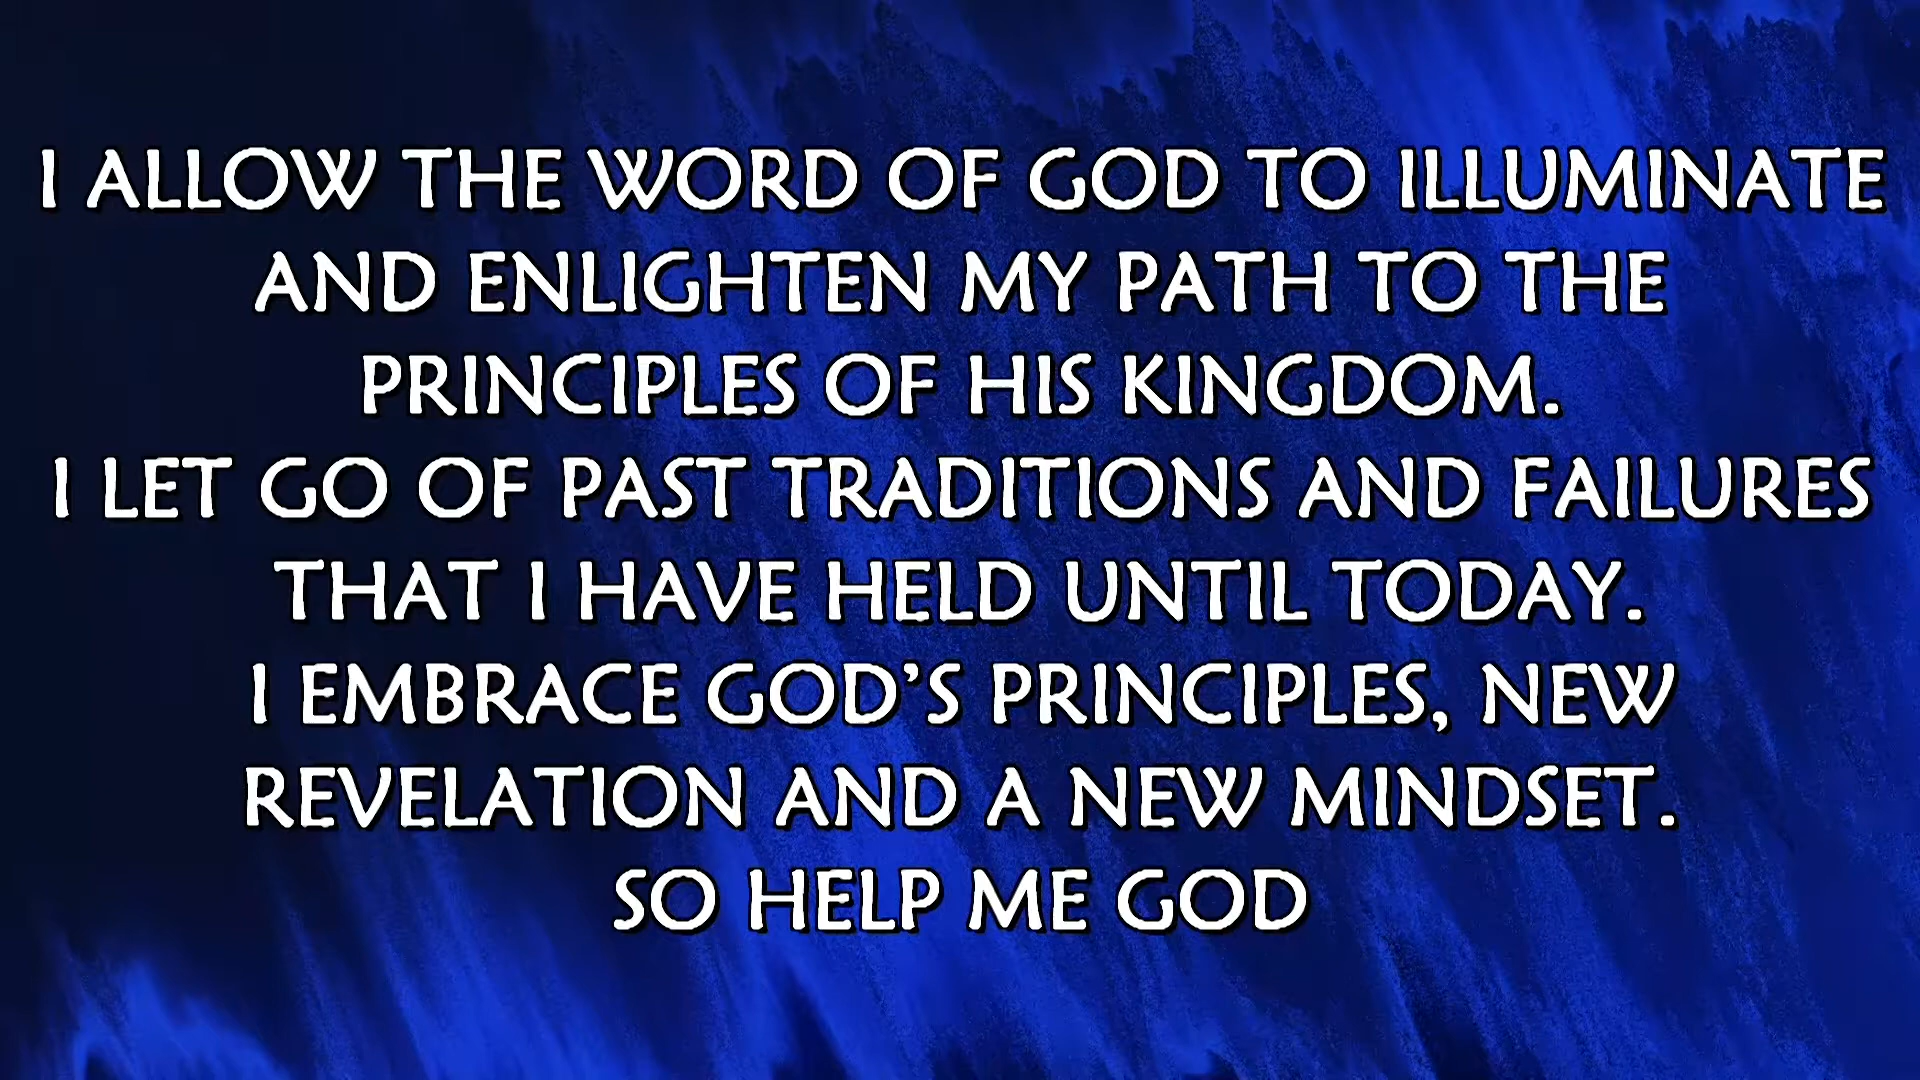 I ALLOW THE WORD OF GOD TO ILLUMINATE
AND ENLIGHTEN MY PATH TO THE
PRINCIPLES OF HIS KINGDOM.
I LET GO OF PAST TRADITIONS AND FAILURES
THAT I HAVE HELD UNTIL TODAY.
I EMBRACE GOD’S PRINCIPLES, NEW
REVELATION AND A NEW MINDSET.
SO HELP ME GOD